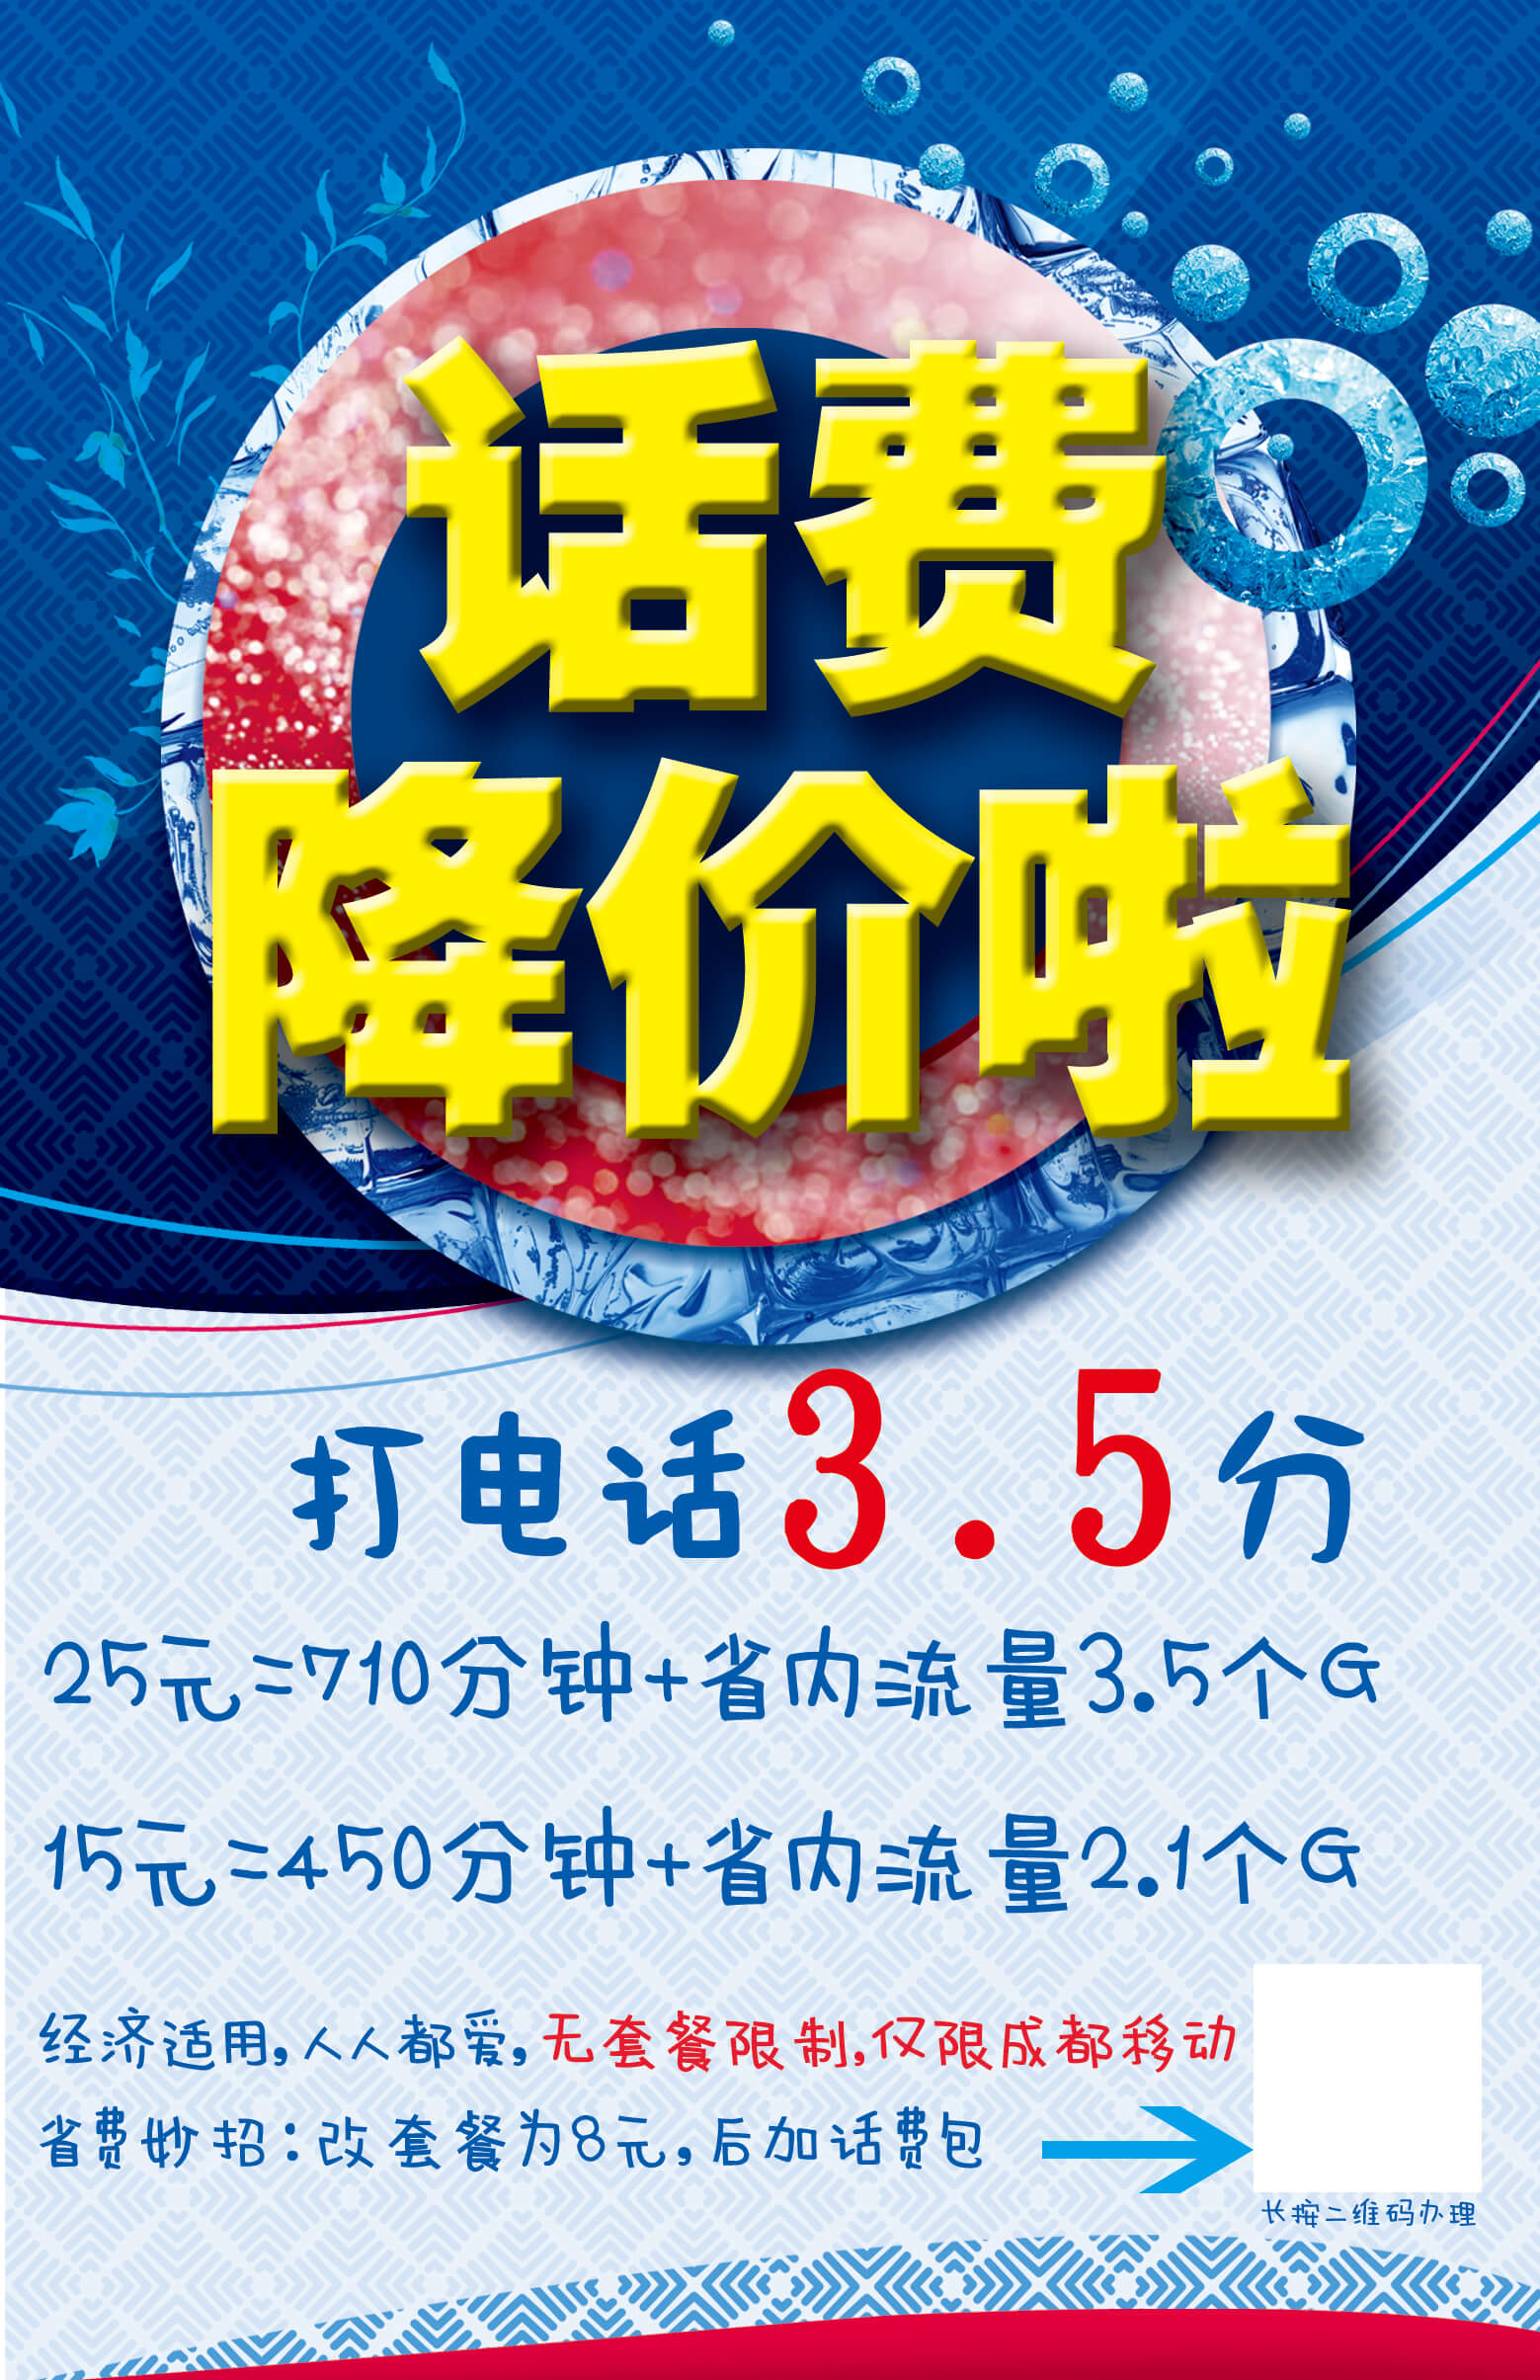 话费
降价啦
打电话3.5分
25元=710分钟+省内流量3.5个G
15元=450分钟+省内流量2.1个G
经济适用,人人都爱,无套餐限制,仅限成都移动
省费妙招:改套餐为8元,后加话费包
长按二维码办理